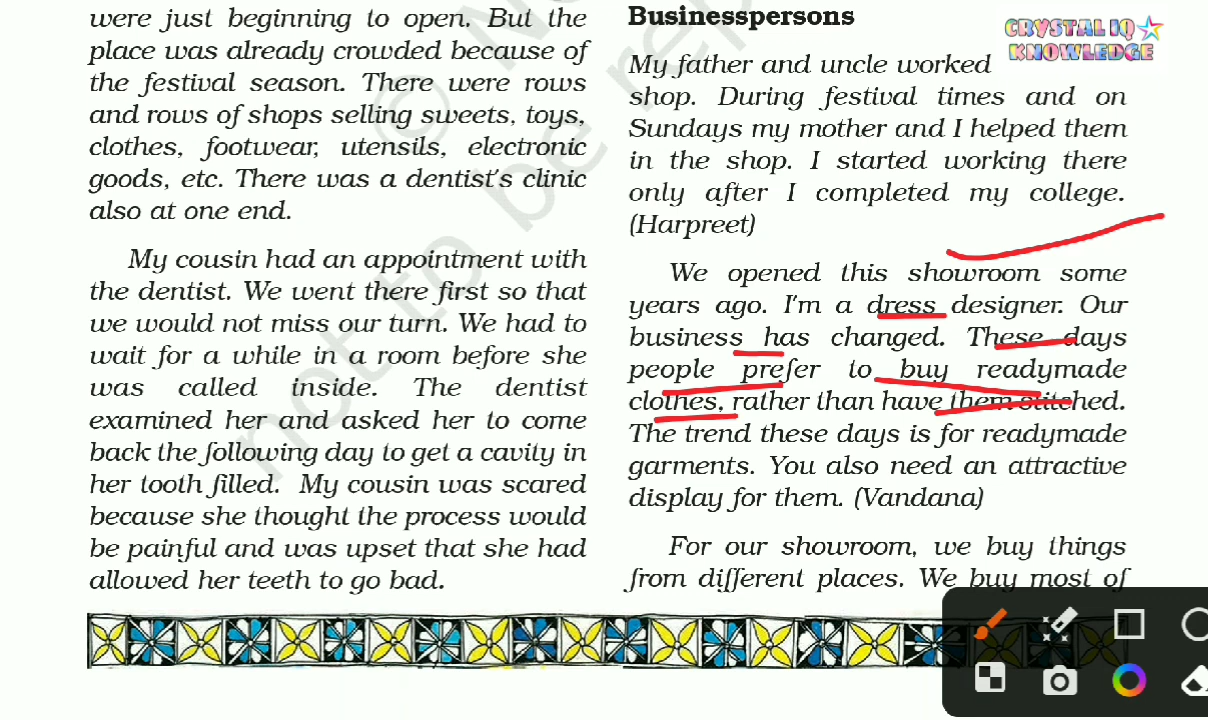 were just beginning to open. But the
place was already crowded because of
the festival season. There were rows
and rows of shops selling sweets, toys,
clothes, footwear, utensils, electronic
goods, etc. There was a dentist's clinic
also at one end.
My cousin had an appointment with
the dentist. We went there first so that
we would not miss our turn. We had to
wait for a while in a room before she
was called inside. The dentist
examined her and asked her to come
back the following day to get a cavity in
her tooth filled. My cousin was scared
because she thought the process would
be painful and was upset that she had
allowed her teeth to go bad.
Businesspersons
My father and uncle worked
shop. During festival times and on
Sundays my mother and I helped them
in the shop. I started working there
only after I completed my college.
(Harpreet)
We opened this showroom some
years ago. I'm a dress designer. Our
business has changed. These days
people prefer to buy readymade
clothes, rather than have them stitched.
The trend these days is for readymade
garments. You also need an attractive
display for them. (Vandana)
For our showroom, we buy things
from different places. We buy most of
CRYSTAL IQ
KNOWLEDGE
not to be rep
©